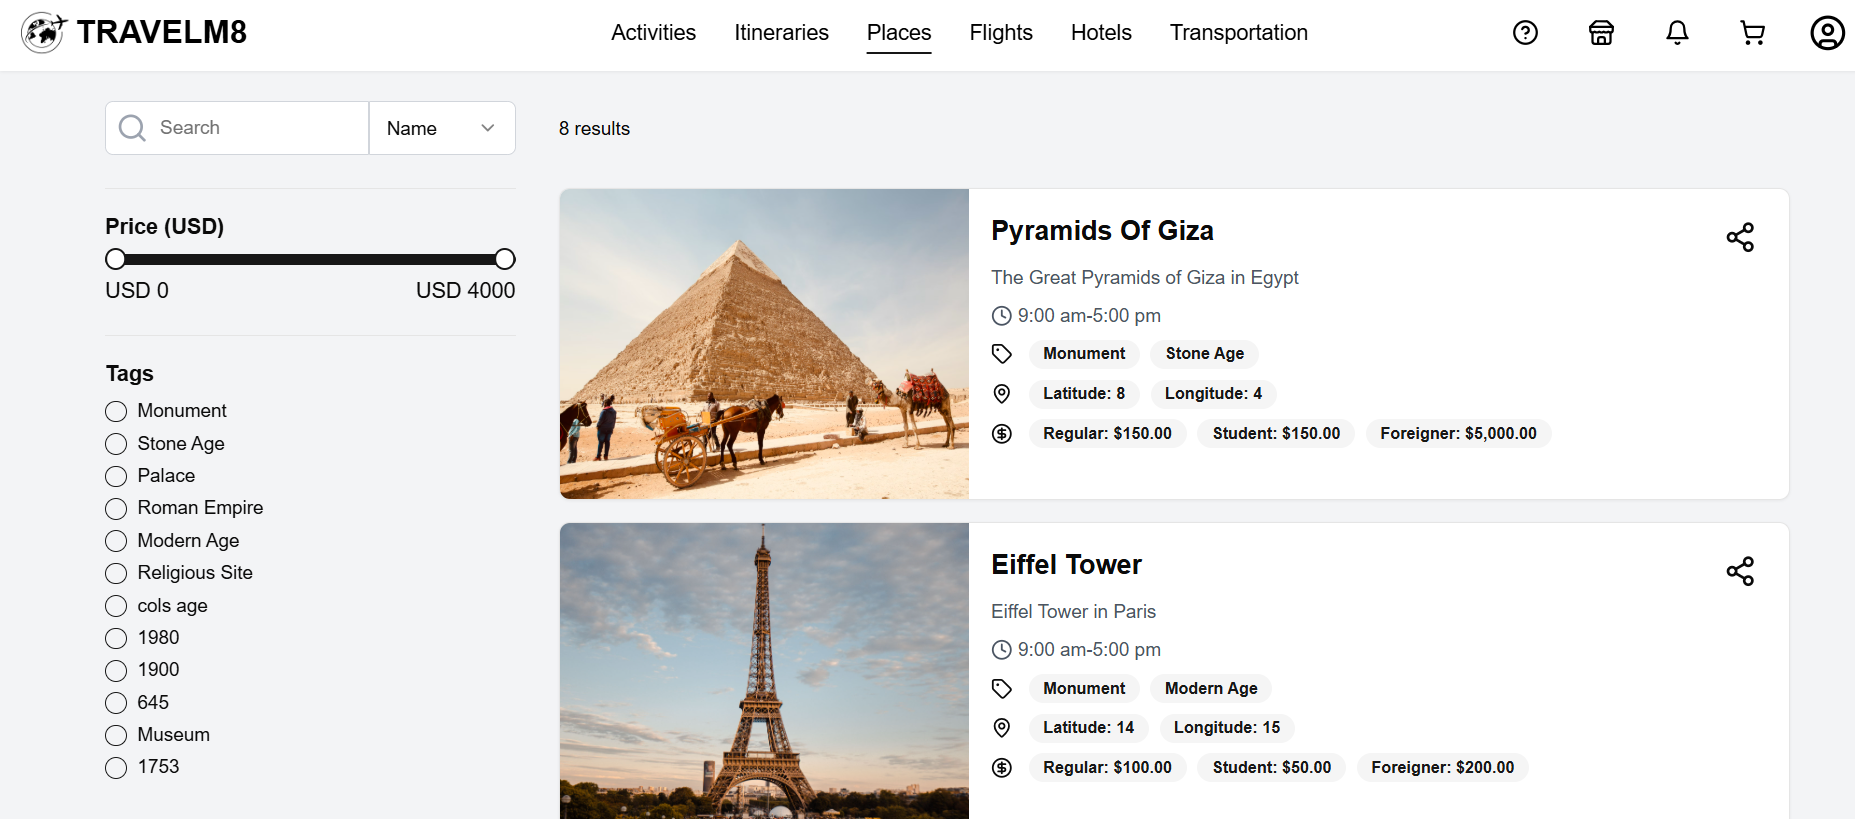 TRAVELM8
Activities Itineraries Places Flights Hotels Transportation
Search Name
8 results
Price (USD)
USD 0 USD 4000
Tags
Monument
Stone Age
Palace
Roman Empire
Modern Age
Religious Site
cols age
1980
1900
645
Museum
1753
Pyramids Of Giza
The Great Pyramids of Giza in Egypt
9:00 am-5:00 pm
Monument Stone Age
Latitude: 8 Longitude: 4
Regular: $150.00 Student: $150.00 Foreigner: $5,000.00
Eiffel Tower
Eiffel Tower in Paris
9:00 am-5:00 pm
Monument Modern Age
Latitude: 14 Longitude: 15
Regular: $100.00 Student: $50.00 Foreigner: $200.00